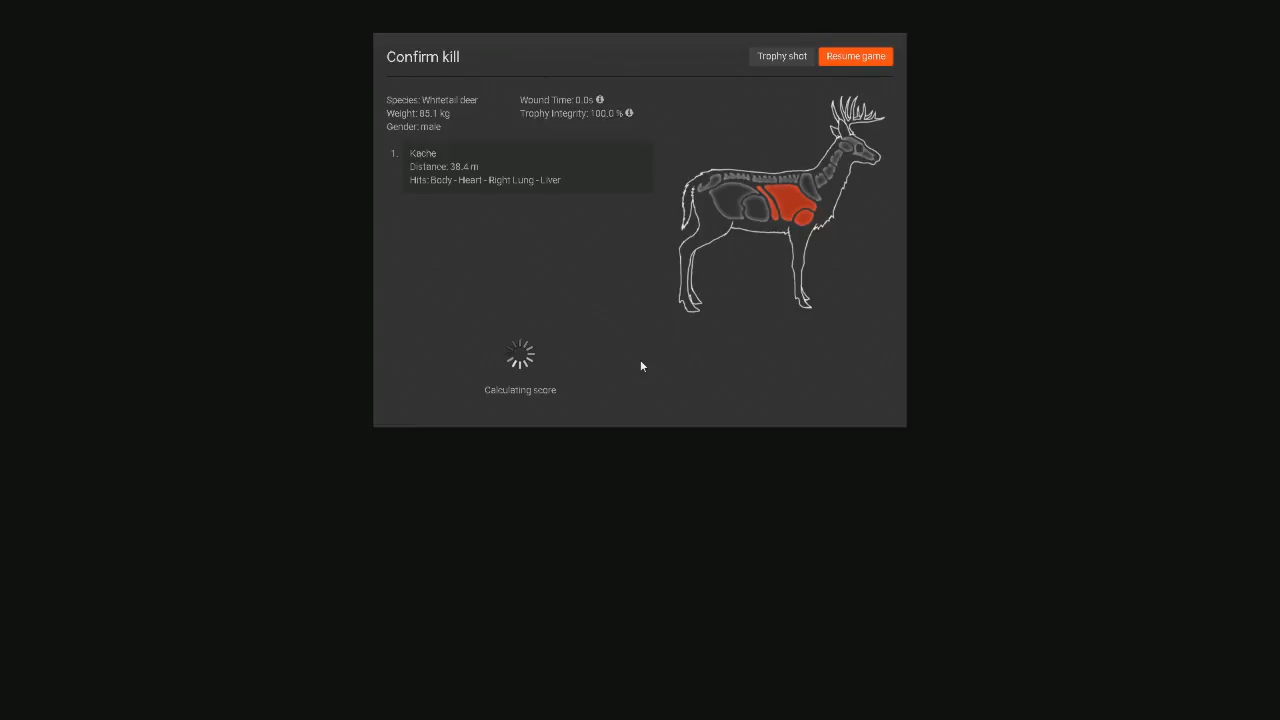 Confirm kill
Trophy shot
Resume game
Species: Whitetail deer
Weight: 85.1 kg
Gender: male
Wound Time: 0.0s
Trophy Integrity: 100.0 %
1.
Kache
Distance: 38.4 m
Hits: Body - Heart - Right Lung - Liver
Calculating score